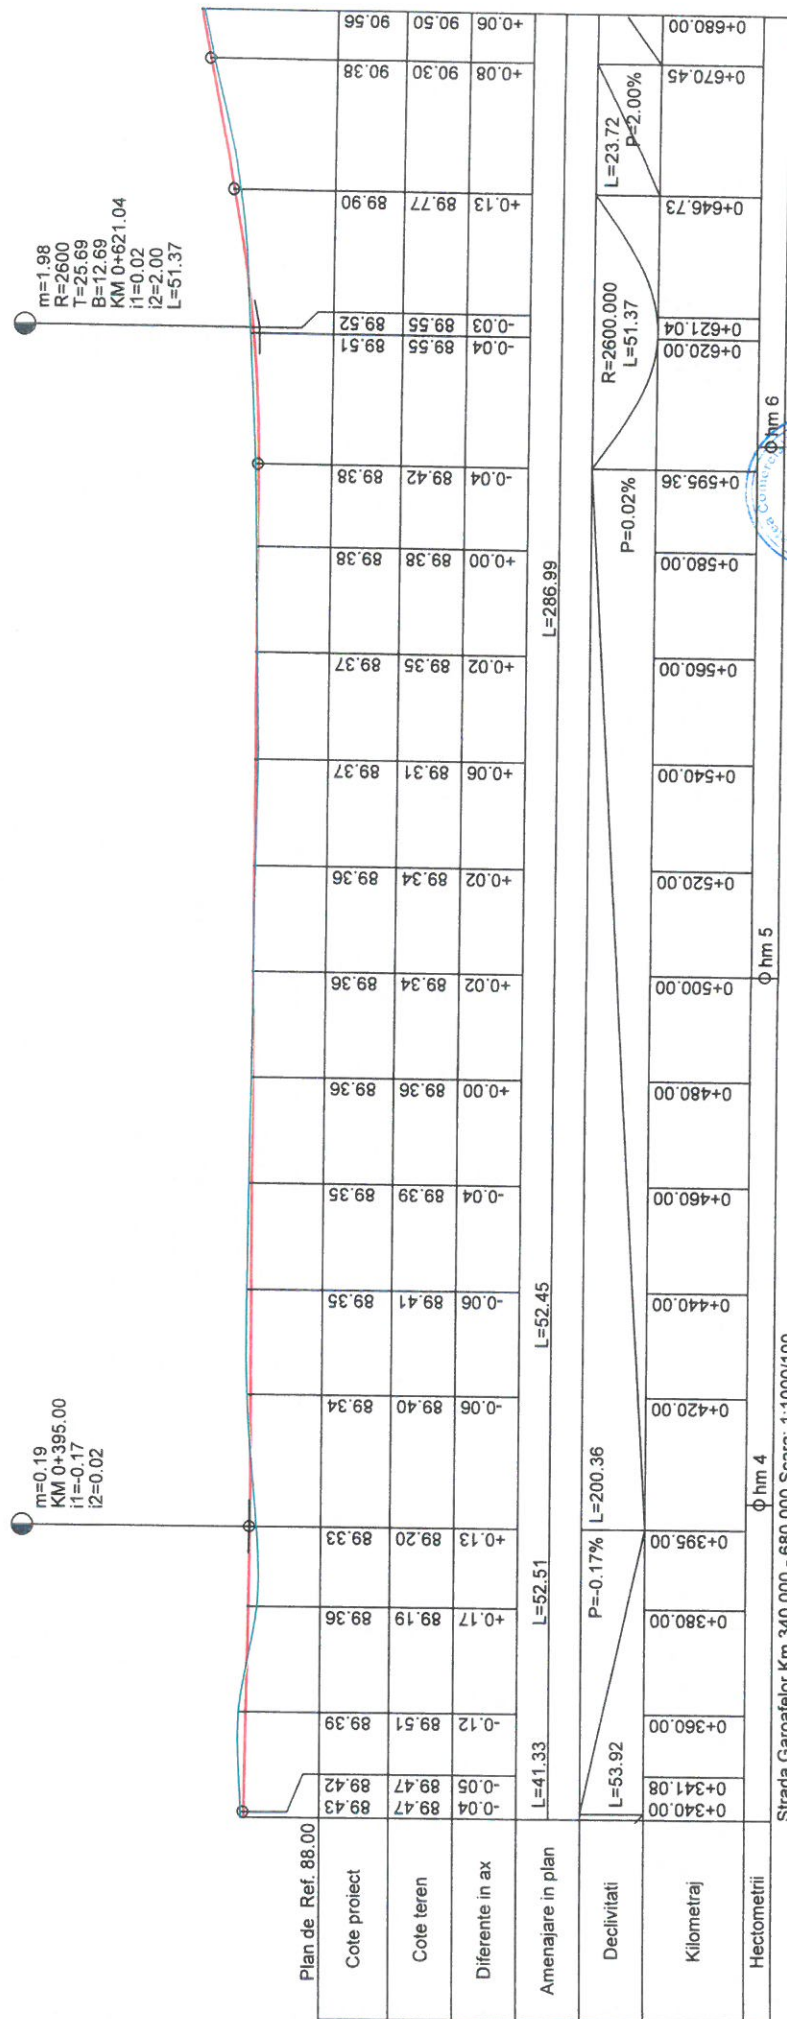 m=0.19
KM 0+395.00
i1=-0.17
i2=0.02
m=1.98
R=2600
T=25.69
B=12.69
KM 0+621.04
i1=0.02
i2=2.00
L=51.37
Plan de Ref. 88.00
Cote proiect
89.43 89.42 89.39 89.36 89.33 89.34 89.35 89.35 89.36 89.36 89.36 89.37 89.37 89.38 89.38 89.51 89.52 89.90 90.38 90.56
Cote teren
89.47 89.47 89.51 89.19 89.20 89.40 89.41 89.39 89.36 89.34 89.34 89.31 89.35 89.38 89.42 89.55 89.55 89.77 90.30 90.50
Diferente in ax
-0.04 -0.05 -0.12 +0.17 +0.13 -0.06 -0.06 -0.04 +0.00 +0.02 +0.02 +0.06 +0.02 +0.00 -0.04 -0.04 -0.03 +0.13 +0.08 +0.06
Amenajare in plan
L=41.33 L=52.51 L=52.45 L=286.99
Declivitati
L=53.92
P=-0.17%
L=200.36
P=0.02%
R=2600.000
L=51.37
L=23.72
P=2.00%
Kilometraj
0+340.00 0+341.08 0+360.00 0+380.00 0+395.00 0+420.00 0+440.00 0+460.00 0+480.00 0+500.00 0+520.00 0+540.00 0+560.00 0+580.00 0+595.36 0+620.00 0+621.04 0+646.73 0+670.45 0+680.00
Hectometrii
hm 4 hm 5 hm 6
Strada Garoafelor Km 340.000 - 680.000 Scara: 1:1000/100